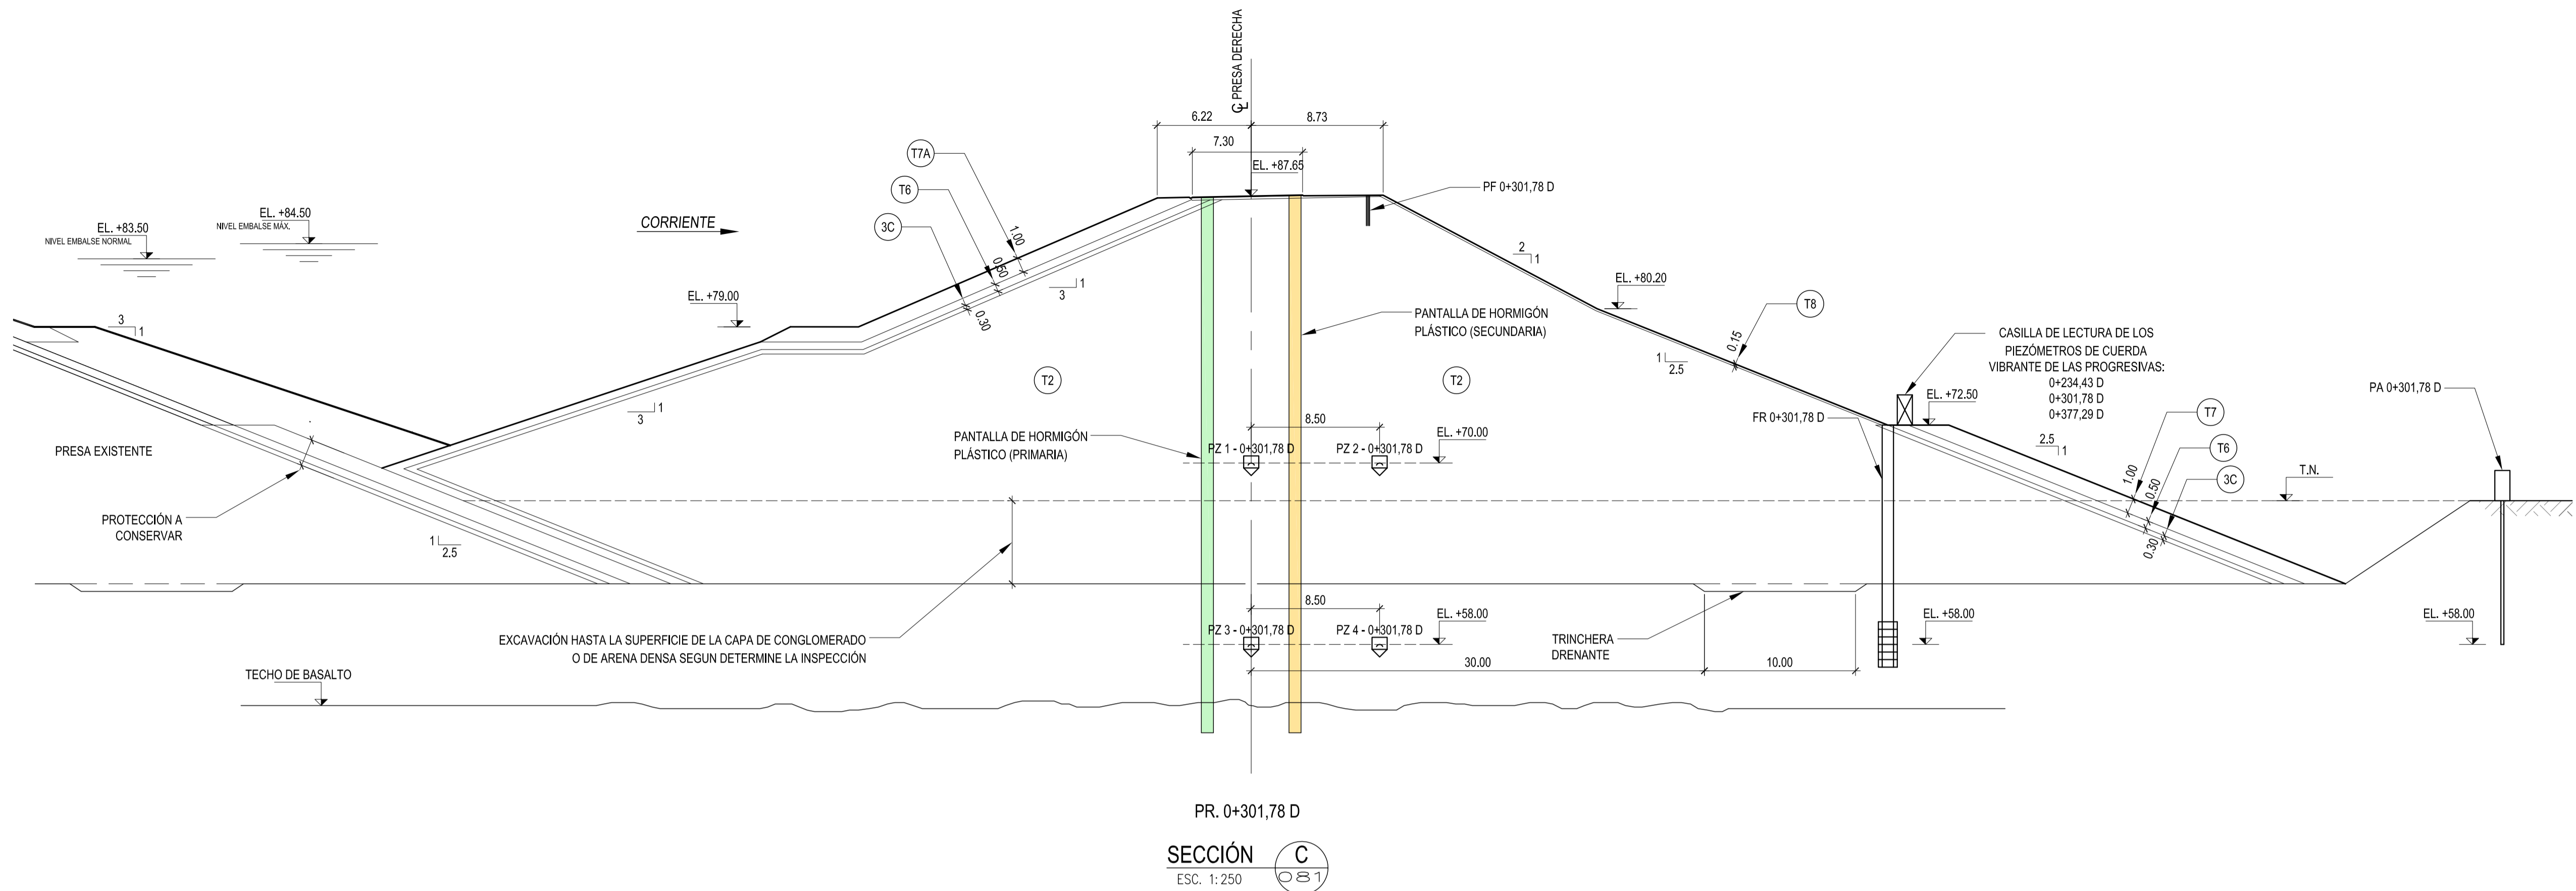 ℄ PRESA DERECHA
6.22
8.73
7.30
EL. +87.65
T7A
T6
3C
1.00
0.50
0.30
1
3
PF 0+301,78 D
EL. +83.50
NIVEL EMBALSE NORMAL
EL. +84.50
NIVEL EMBALSE MÁX.
CORRIENTE
EL. +79.00
3
1
2
1
EL. +80.20
T8
0.15
1
2.5
PANTALLA DE HORMIGÓN
PLÁSTICO (SECUNDARIA)
CASILLA DE LECTURA DE LOS
PIEZÓMETROS DE CUERDA
VIBRANTE DE LAS PROGRESIVAS:
0+234,43 D
0+301,78 D
0+377,29 D
T2
T2
1
3
FR 0+301,78 D
EL. +72.50
PA 0+301,78 D
T7
T6
3C
2.5
1
1.00
0.50
0.30
T.N.
PRESA EXISTENTE
PANTALLA DE HORMIGÓN
PLÁSTICO (PRIMARIA)
8.50
PZ 1 - 0+301,78 D
PZ 2 - 0+301,78 D
EL. +70.00
PROTECCIÓN A
CONSERVAR
1
2.5
EXCAVACIÓN HASTA LA SUPERFICIE DE LA CAPA DE CONGLOMERADO
O DE ARENA DENSA SEGUN DETERMINE LA INSPECCIÓN
8.50
PZ 3 - 0+301,78 D
PZ 4 - 0+301,78 D
EL. +58.00
TRINCHERA
DRENANTE
EL. +58.00
EL. +58.00
30.00
10.00
TECHO DE BASALTO
PR. 0+301,78 D
SECCIÓN
C
081
ESC. 1:250